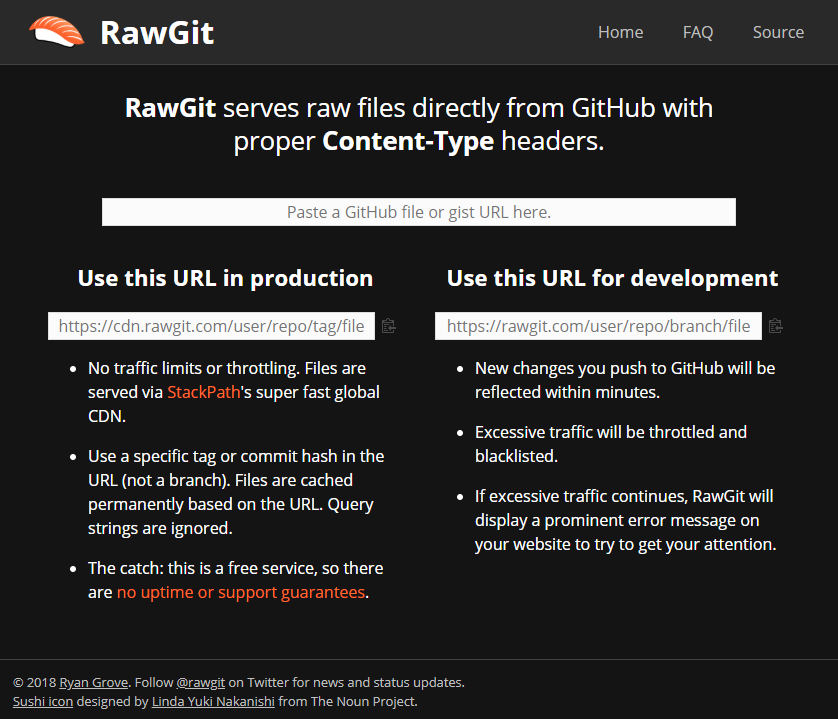 RawGit
Home FAQ Source
RawGit serves raw files directly from GitHub with
proper Content-Type headers.
Paste a GitHub file or gist URL here.
Use this URL in production
https://cdn.rawgit.com/user/repo/tag/file
No traffic limits or throttling. Files are
served via StackPath's super fast global
CDN.
Use a specific tag or commit hash in the
URL (not a branch). Files are cached
permanently based on the URL. Query
strings are ignored.
The catch: this is a free service, so there
are no uptime or support guarantees.
Use this URL for development
https://rawgit.com/user/repo/branch/file
New changes you push to GitHub will be
reflected within minutes.
Excessive traffic will be throttled and
blacklisted.
If excessive traffic continues, RawGit will
display a prominent error message on
your website to try to get your attention.
© 2018 Ryan Grove. Follow @rawgit on Twitter for news and status updates.
Sushi icon designed by Linda Yuki Nakanishi from The Noun Project.